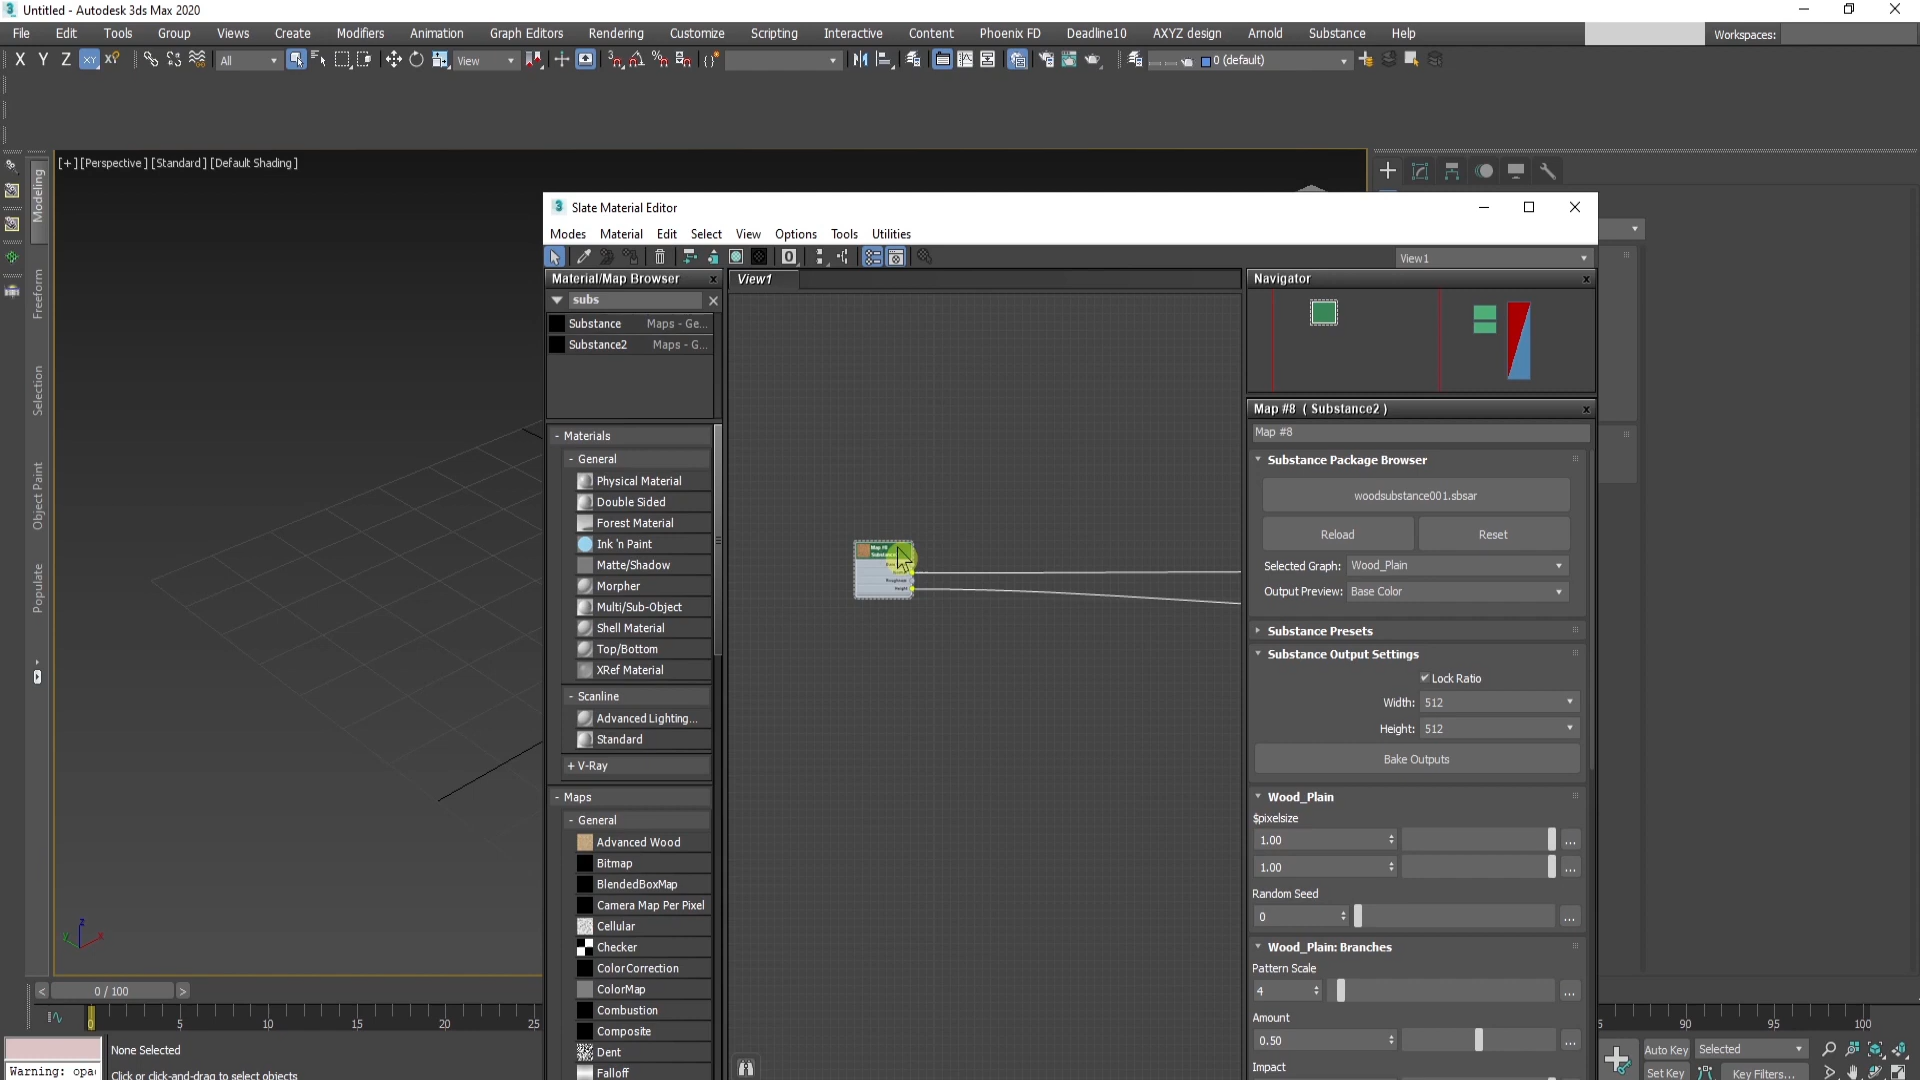 Untitled - Autodesk 3ds Max 2020
File Edit Tools Group Views Create Modifiers Animation Graph Editors Rendering Customize Scripting Interactive Content Phoenix FD Deadline10 AXYZ design Arnold Substance Help Workspaces:
X Y Z XY XY All View 0 (default)
[+] [Perspective] [Standard] [Default Shading]
Modeling
Freeform
Selection
Object Paint
Populate
Slate Material Editor
Modes Material Edit Select View Options Tools Utilities
View1
Material/Map Browser
subs
Substance Maps - Ge...
Substance2 Maps - G...
- Materials
- General
Physical Material
Double Sided
Forest Material
Ink 'n Paint
Matte/Shadow
Morpher
Multi/Sub-Object
Shell Material
Top/Bottom
XRef Material
- Scanline
Advanced Lighting...
Standard
+ V-Ray
- Maps
- General
Advanced Wood
Bitmap
BlendedBoxMap
Camera Map Per Pixel
Cellular
Checker
ColorCorrection
ColorMap
Combustion
Composite
Dent
Falloff
View1
Map #8
Roughness
Height
Navigator
Map #8 ( Substance2 )
Map #8
Substance Package Browser
woodsubstance001.sbsar
Reload Reset
Selected Graph: Wood_Plain
Output Preview: Base Color
Substance Presets
Substance Output Settings
Lock Ratio
Width: 512
Height: 512
Bake Outputs
Wood_Plain
$pixelsize
1.00 ...
1.00 ...
Random Seed
0 ...
Wood_Plain: Branches
Pattern Scale
4 ...
Amount
0.50 ...
Impact
< 0 / 100 >
0 5 10 15 20 25
5 90 95 100
None Selected
Click or click-and-drag to select objects
Warning: opa
Auto Key Selected
Set Key Key Filters...